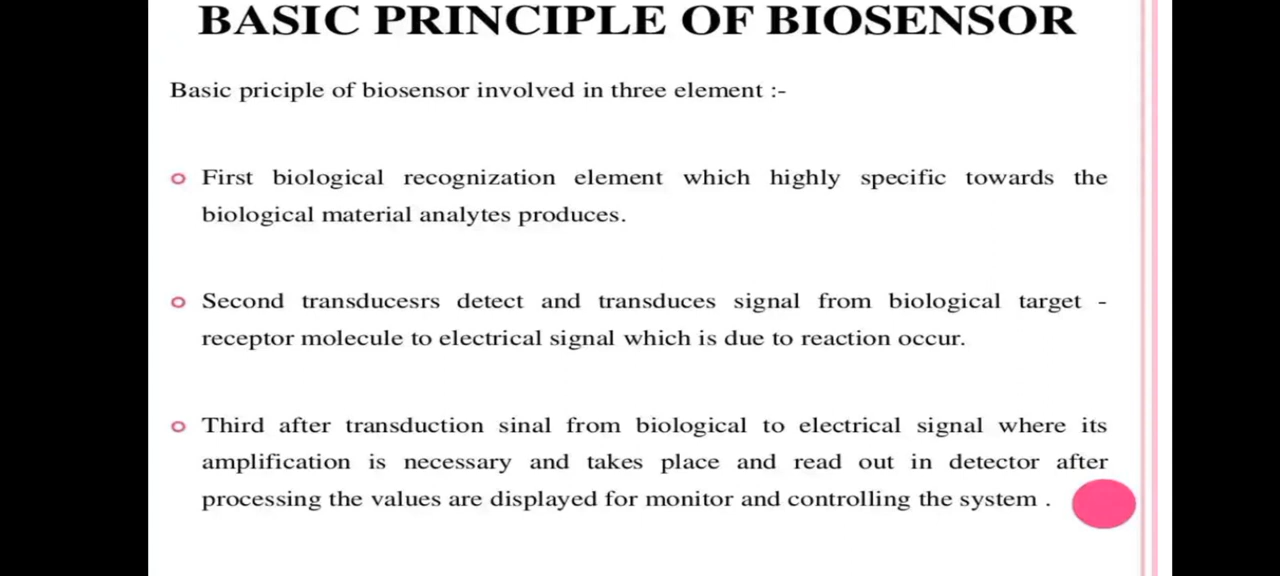 BASIC PRINCIPLE OF BIOSENSOR
Basic priciple of biosensor involved in three element :-
First biological recognization element which highly specific towards the
biological material analytes produces.
Second transducesrs detect and transduces signal from biological target -
receptor molecule to electrical signal which is due to reaction occur.
Third after transduction sinal from biological to electrical signal where its
amplification is necessary and takes place and read out in detector after
processing the values are displayed for monitor and controlling the system .